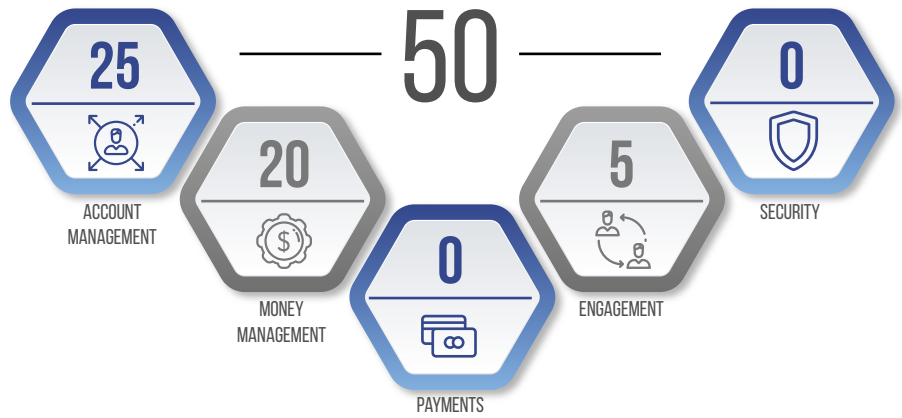 50
25
ACCOUNT
MANAGEMENT
20
$
MONEY
MANAGEMENT
0
PAYMENTS
5
ENGAGEMENT
0
SECURITY